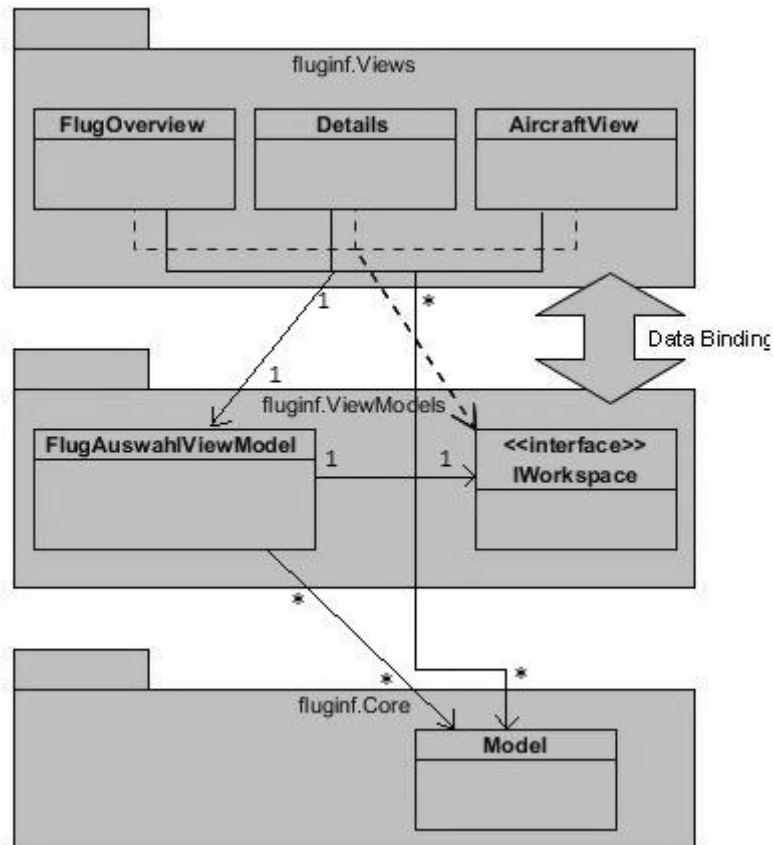 fluginf.Views
FlugOverview
Details
AircraftView
1
*
Data Binding
1
fluginf.ViewModels
FlugAuswahlViewModel
<<interface>>
IWorkspace
1
1
*
*
*
fluginf.Core
Model